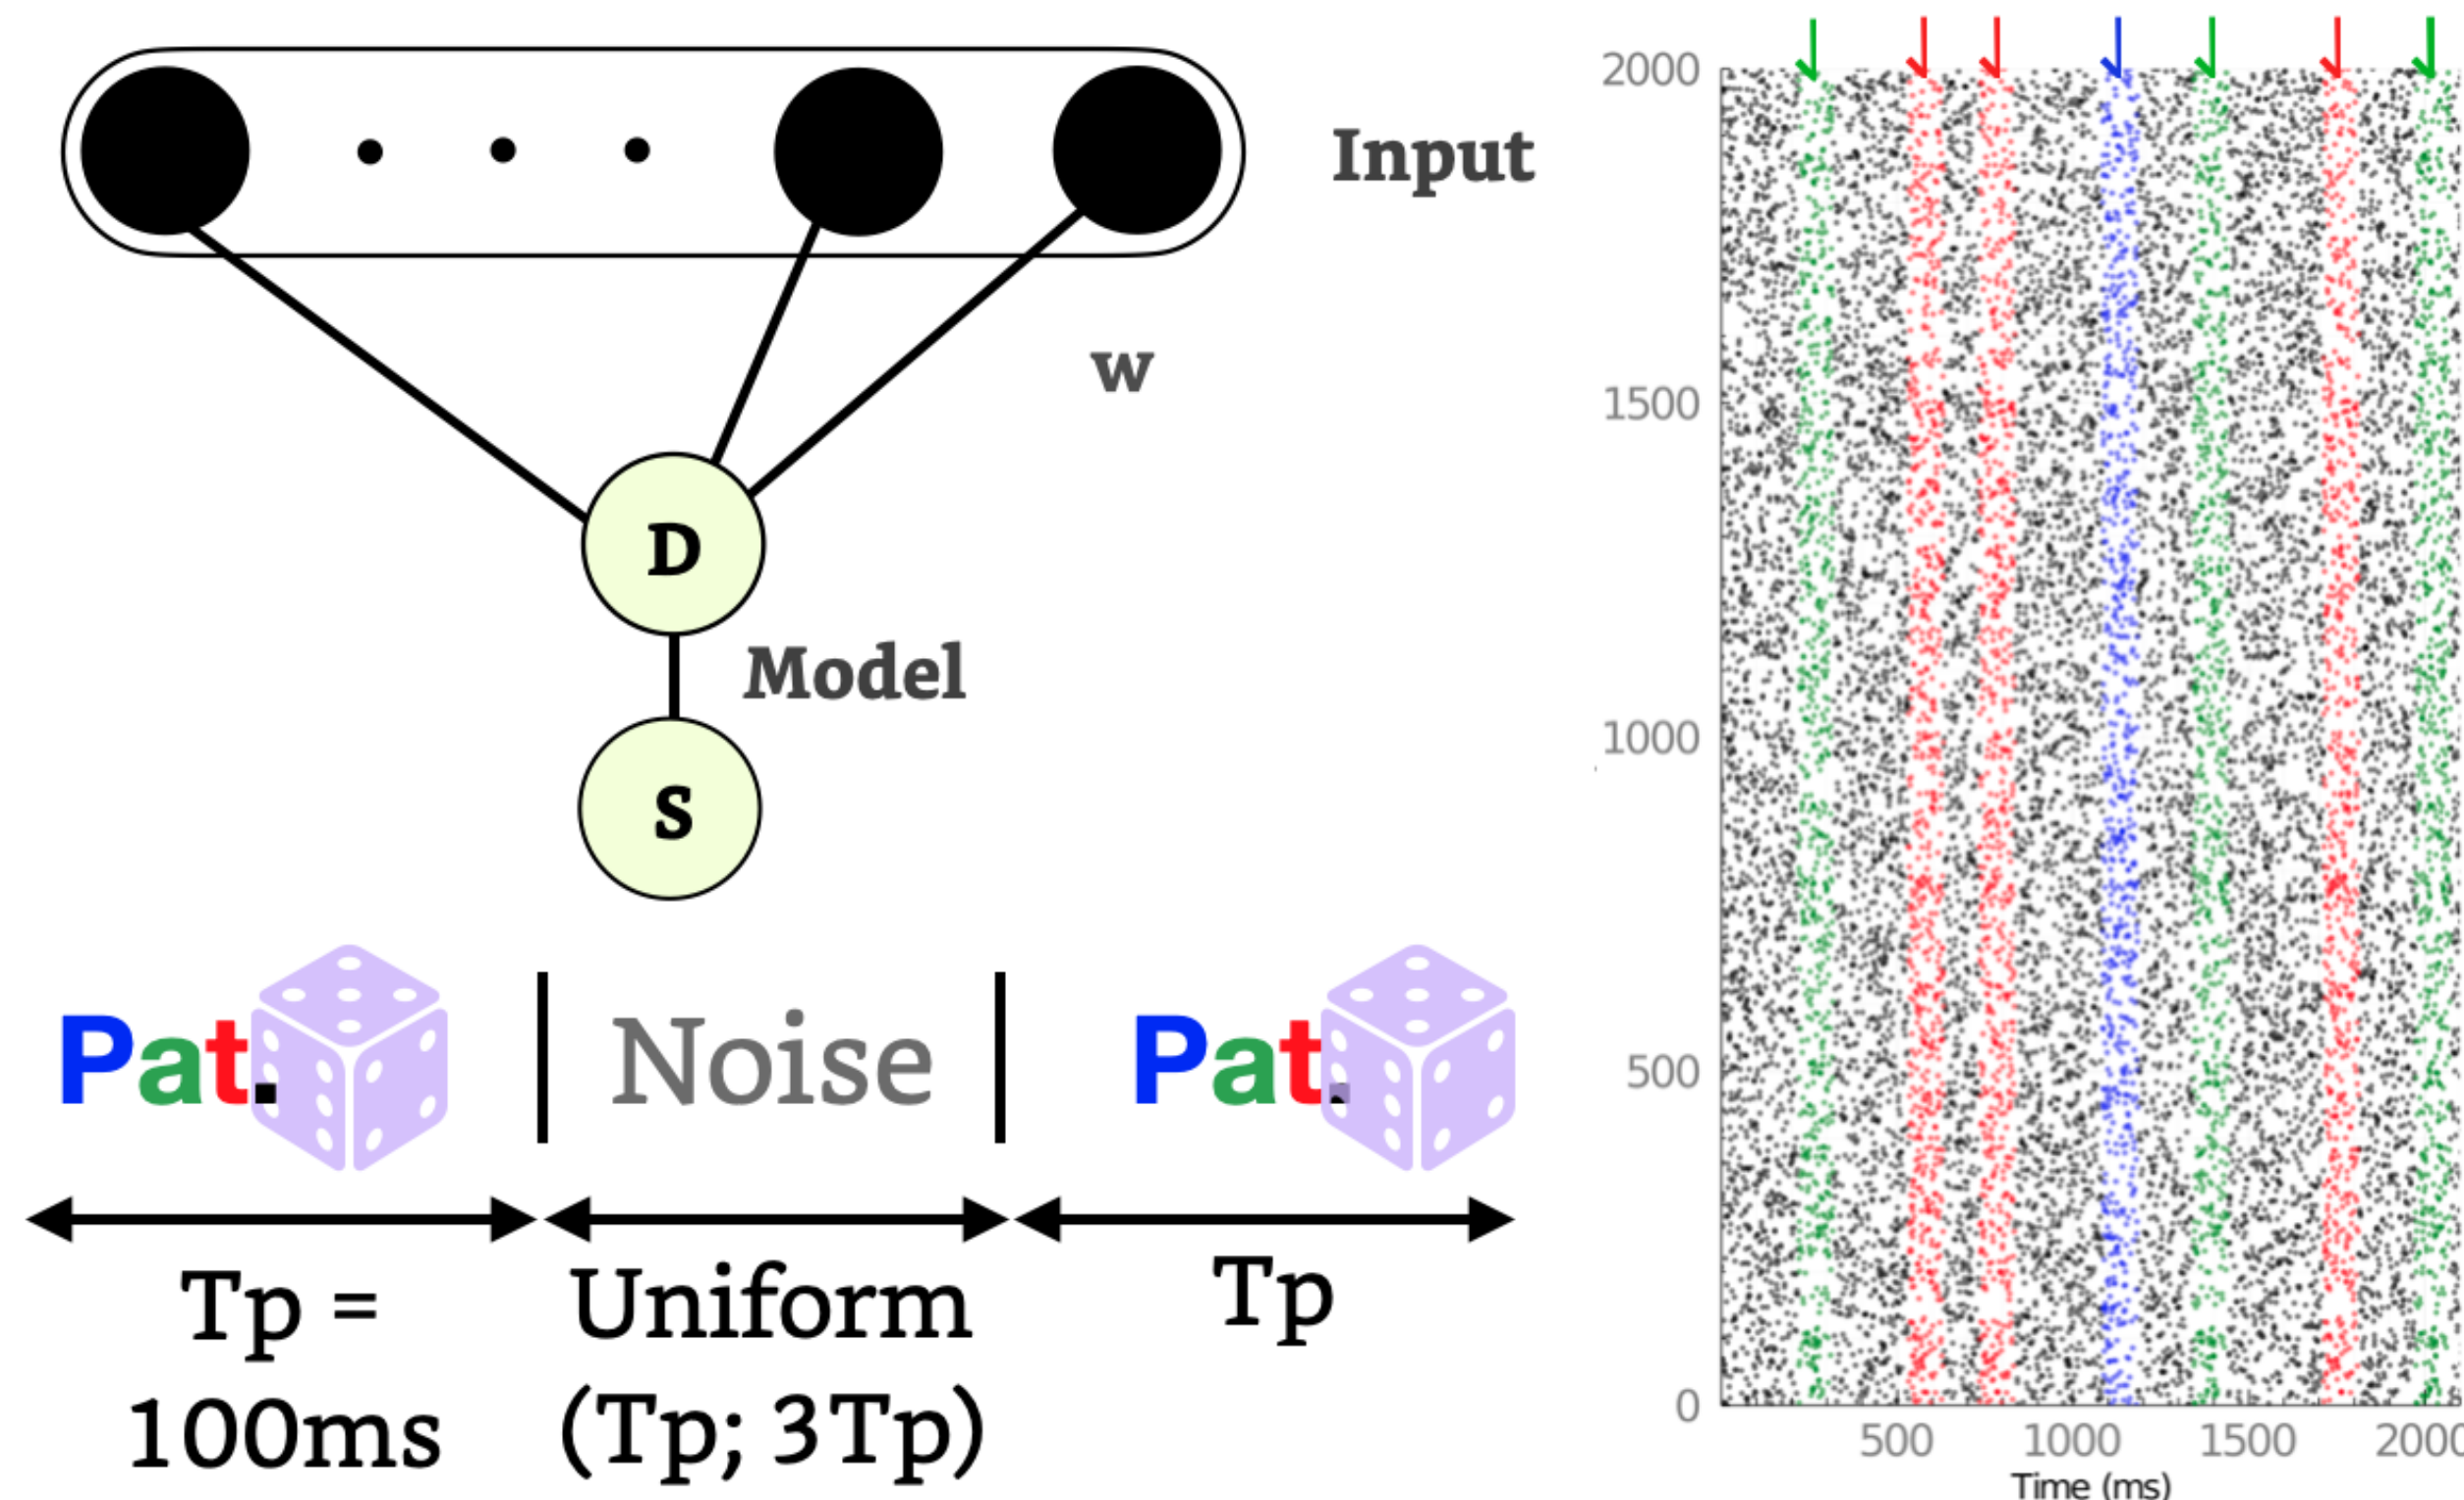 Input
w
D
Model
S
Pat.
Noise
Pat.
Tp =
100ms
Uniform
(Tp; 3Tp)
Tp
2000
1500
1000
500
0
500
1000
1500
2000
Time (ms)